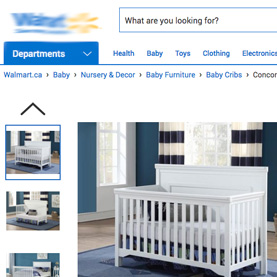 What are you looking for?
Departments Health Baby Toys Clothing Electronics
Walmart.ca › Baby › Nursery & Decor › Baby Furniture › Baby Cribs › Concor